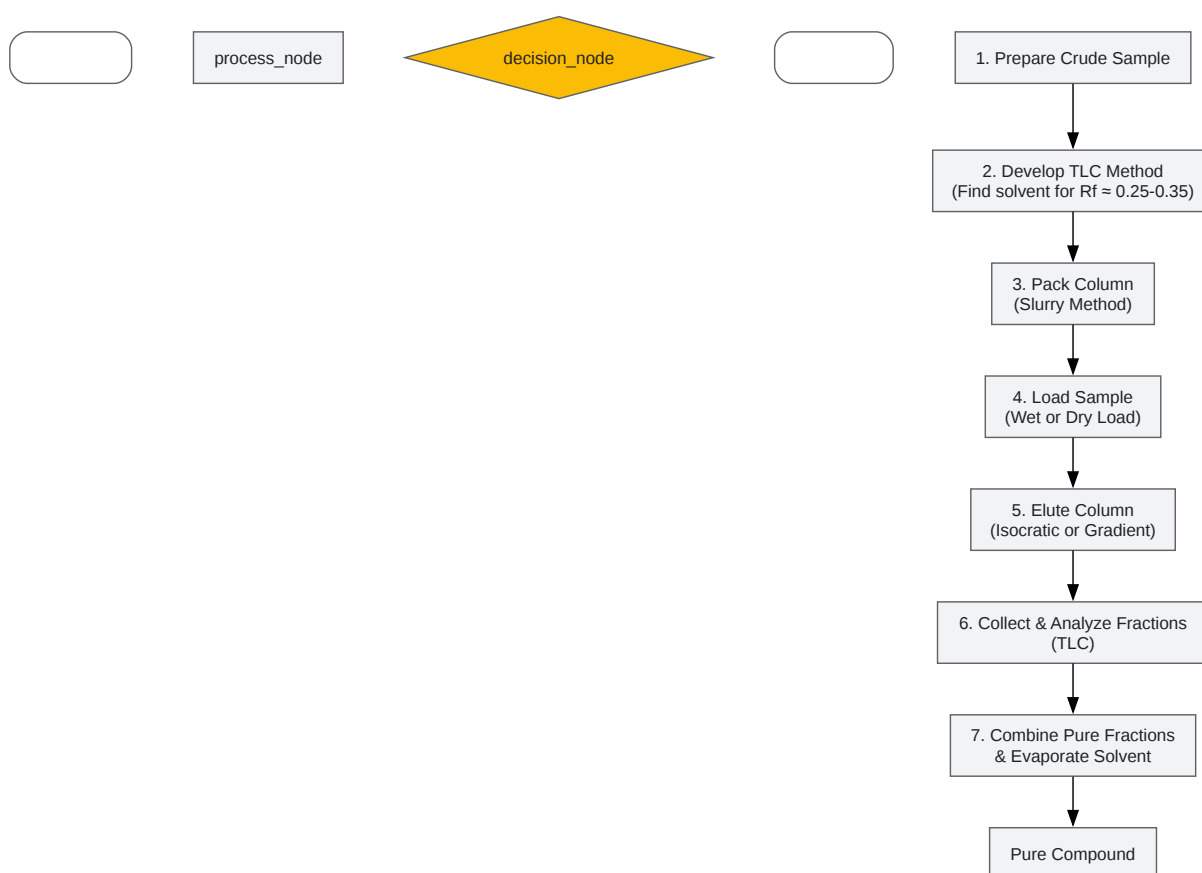 process_node
decision_node
1. Prepare Crude Sample
2. Develop TLC Method
(Find solvent for Rf ≈ 0.25-0.35)
3. Pack Column
(Slurry Method)
4. Load Sample
(Wet or Dry Load)
5. Elute Column
(Isocratic or Gradient)
6. Collect & Analyze Fractions
(TLC)
7. Combine Pure Fractions
& Evaporate Solvent
Pure Compound